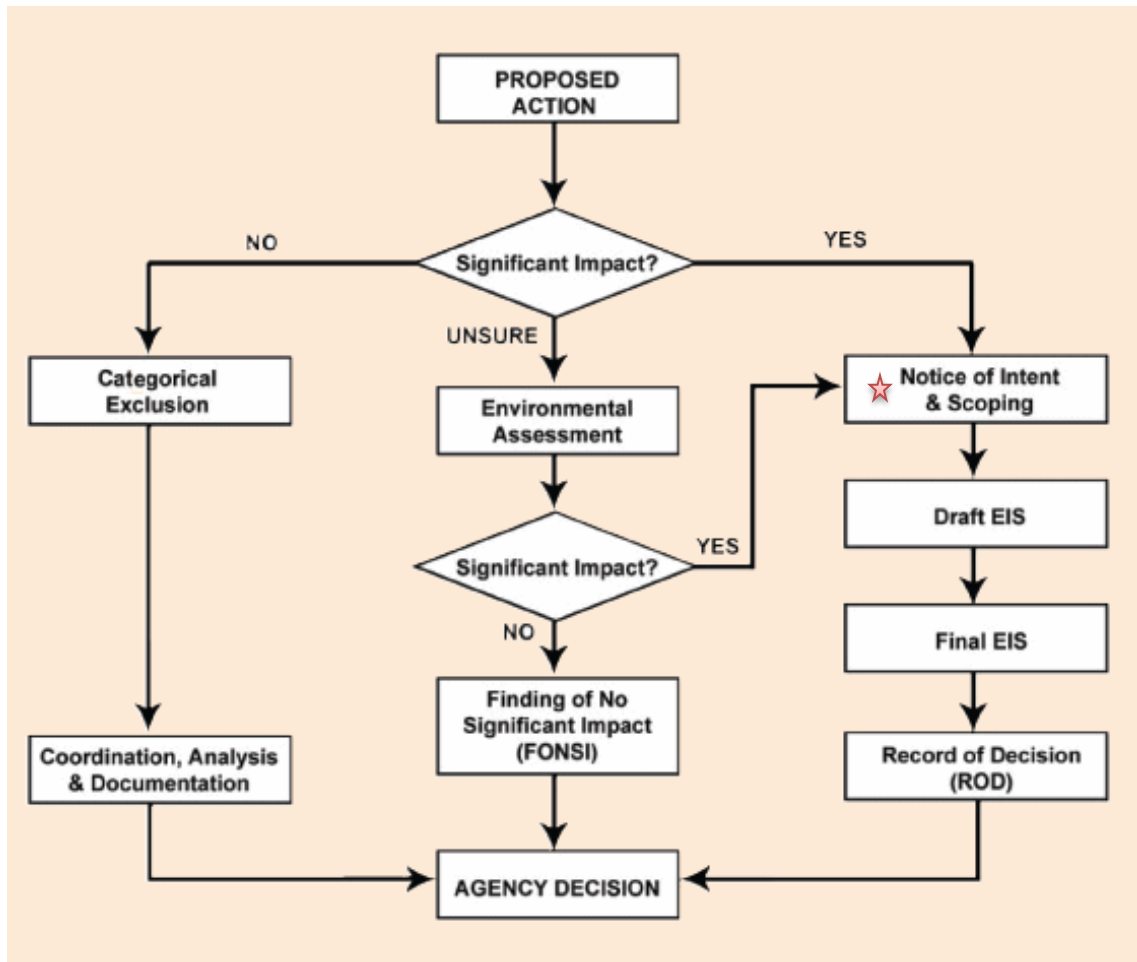 PROPOSED
ACTION
NO
YES
Significant Impact?
UNSURE
Categorical
Exclusion
Environmental
Assessment
Notice of Intent
& Scoping
Draft EIS
YES
Significant Impact?
NO
Final EIS
Finding of No
Significant Impact
(FONSI)
Coordination, Analysis
& Documentation
Record of Decision
(ROD)
AGENCY DECISION